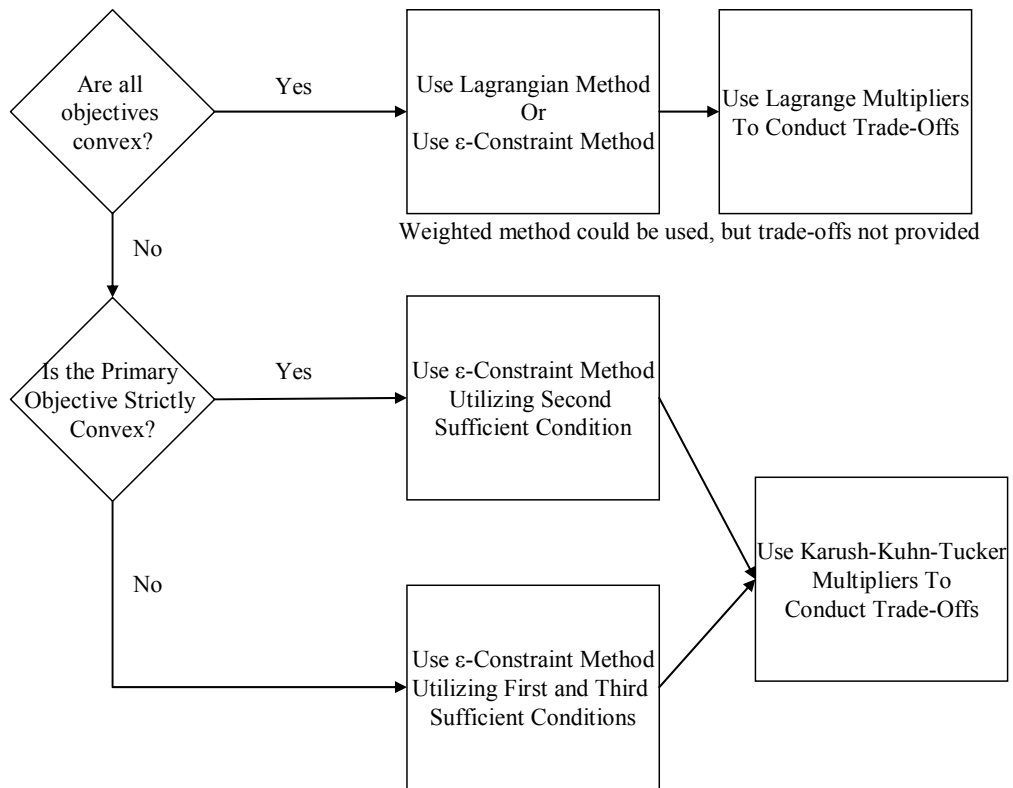 Are all
objectives
convex?
Yes
Use Lagrangian Method
Or
Use ε-Constraint Method
Use Lagrange Multipliers
To Conduct Trade-Offs
Weighted method could be used, but trade-offs not provided
No
Is the Primary
Objective Strictly
Convex?
Yes
Use ε-Constraint Method
Utilizing Second
Sufficient Condition
No
Use ε-Constraint Method
Utilizing First and Third
Sufficient Conditions
Use Karush-Kuhn-Tucker
Multipliers To
Conduct Trade-Offs